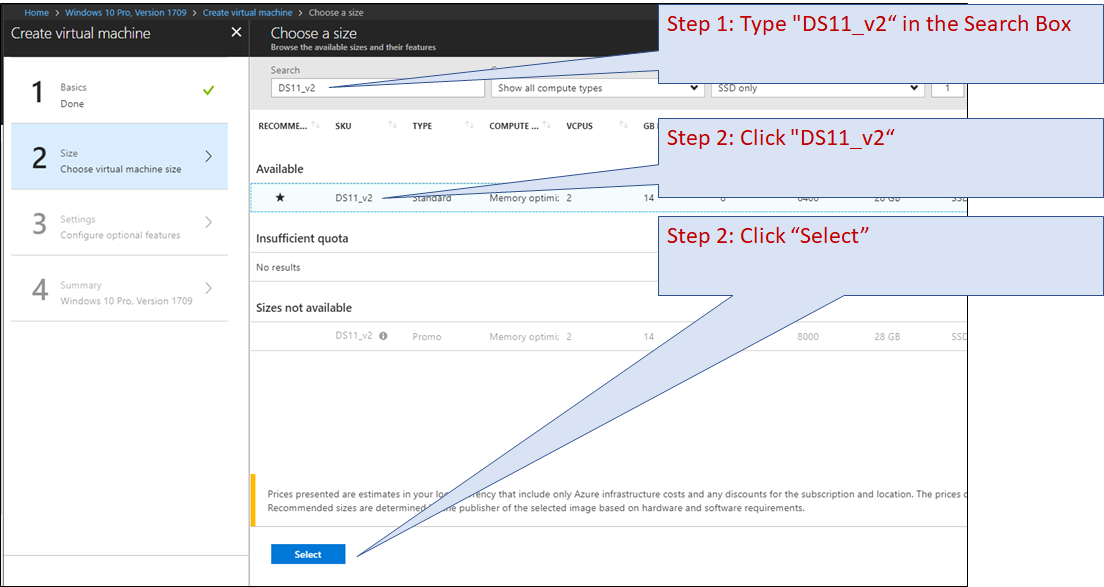 Home > Windows 10 Pro, Version 1709 > Create virtual machine > Choose a size
Create virtual machine
Choose a size
Browse the available sizes and their features
Step 1: Type "DS11_v2“ in the Search Box
1
Basics
Done
2
Size
Choose virtual machine size
3
Settings
Configure optional features
4
Summary
Windows 10 Pro, Version 1709
Search
DS11_v2
Show all compute types
SSD only
1
RECOMME... SKU TYPE COMPUTE ... VCPUS GB
Step 2: Click "DS11_v2“
Available
★ DS11_v2 Standard Memory optimi: 2 14 6400 28 GB SSD
Step 2: Click “Select”
Insufficient quota
No results
Sizes not available
DS11_v2 Promo Memory optimi: 2 14 8000 28 GB SSD
Prices presented are estimates in your local currency that include only Azure infrastructure costs and any discounts for the subscription and location. The prices
Recommended sizes are determined the publisher of the selected image based on hardware and software requirements.
Select